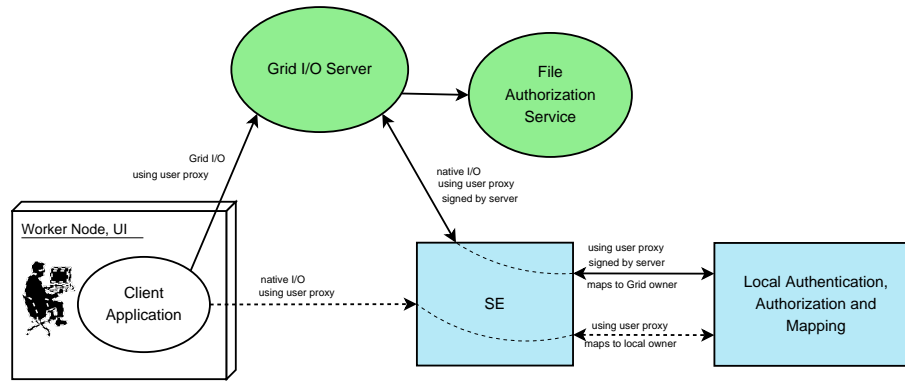 Grid I/O Server
File
Authorization
Service
Grid I/O
using user proxy
native I/O
using user proxy
signed by server
Worker Node, UI
Client
Application
native I/O
using user proxy
SE
using user proxy
signed by server
maps to Grid owner
using user proxy
maps to local owner
Local Authentication,
Authorization and
Mapping